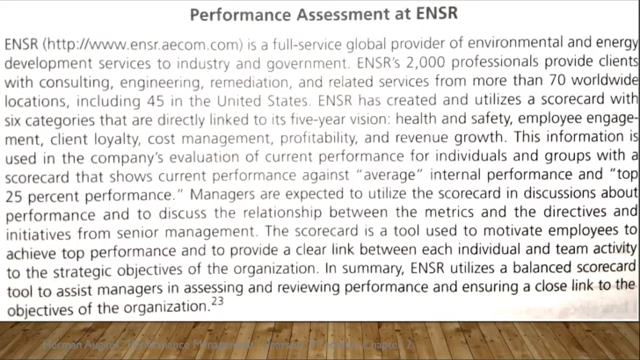 Performance Assessment at ENSR
ENSR (http://www.ensr.aecom.com) is a full-service global provider of environmental and energy
development services to industry and government. ENSR's 2,000 professionals provide clients
with consulting, engineering, remediation, and related services from more than 70 worldwide
locations, including 45 in the United States. ENSR has created and utilizes a scorecard with
six categories that are directly linked to its five-year vision: health and safety, employee engage-
ment, client loyalty, cost management, profitability, and revenue growth. This information is
used in the company's evaluation of current performance for individuals and groups with a
scorecard that shows current performance against "average" internal performance and "top
25 percent performance." Managers are expected to utilize the scorecard in discussions about
performance and to discuss the relationship between the metrics and the directives and
initiatives from senior management. The scorecard is a tool used to motivate employees to
achieve top performance and to provide a clear link between each individual and team activity
to the strategic objectives of the organization. In summary, ENSR utilizes a balanced scorecard
tool to assist managers in assessing and reviewing performance and ensuring a close link to the
objectives of the organization.23
Performance Management Chapter 2